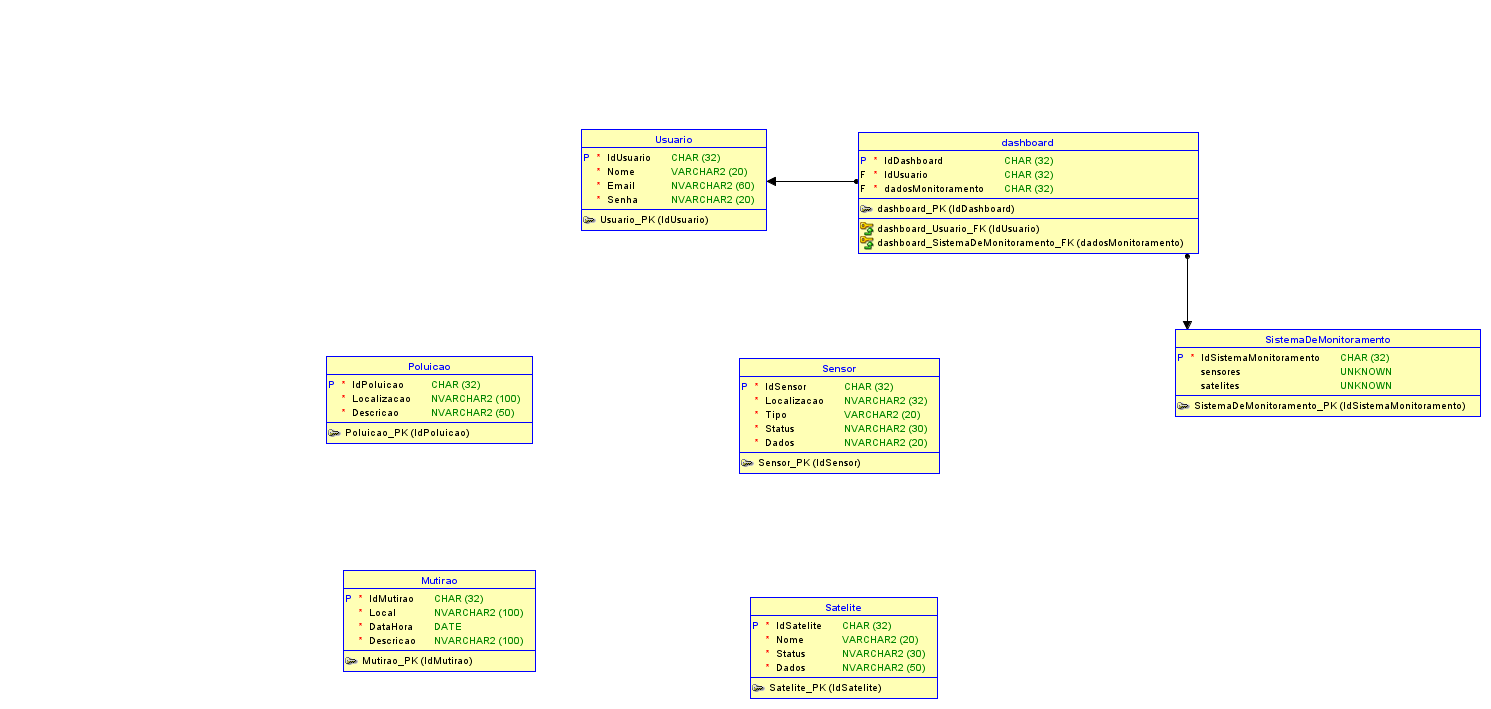 Usuario
P * IdUsuario CHAR (32)
* Nome VARCHAR2 (20)
* Email NVARCHAR2 (60)
* Senha NVARCHAR2 (20)
Usuario_PK (IdUsuario)
dashboard
P * IdDashboard CHAR (32)
F * IdUsuario CHAR (32)
F * dadosMonitoramento CHAR (32)
dashboard_PK (IdDashboard)
dashboard_Usuario_FK (IdUsuario)
dashboard_SistemaDeMonitoramento_FK (dadosMonitoramento)
SistemaDeMonitoramento
P * IdSistemaMonitoramento CHAR (32)
sensores UNKNOWN
satelites UNKNOWN
SistemaDeMonitoramento_PK (IdSistemaMonitoramento)
Poluicao
P * IdPoluicao CHAR (32)
* Localizacao NVARCHAR2 (100)
* Descricao NVARCHAR2 (50)
Poluicao_PK (IdPoluicao)
Sensor
P * IdSensor CHAR (32)
* Localizacao NVARCHAR2 (32)
* Tipo VARCHAR2 (20)
* Status NVARCHAR2 (30)
* Dados NVARCHAR2 (20)
Sensor_PK (IdSensor)
Mutirao
P * IdMutirao CHAR (32)
* Local NVARCHAR2 (100)
* DataHora DATE
* Descricao NVARCHAR2 (100)
Mutirao_PK (IdMutirao)
Satelite
P * IdSatelite CHAR (32)
* Nome VARCHAR2 (20)
* Status NVARCHAR2 (30)
* Dados NVARCHAR2 (50)
Satelite_PK (IdSatelite)